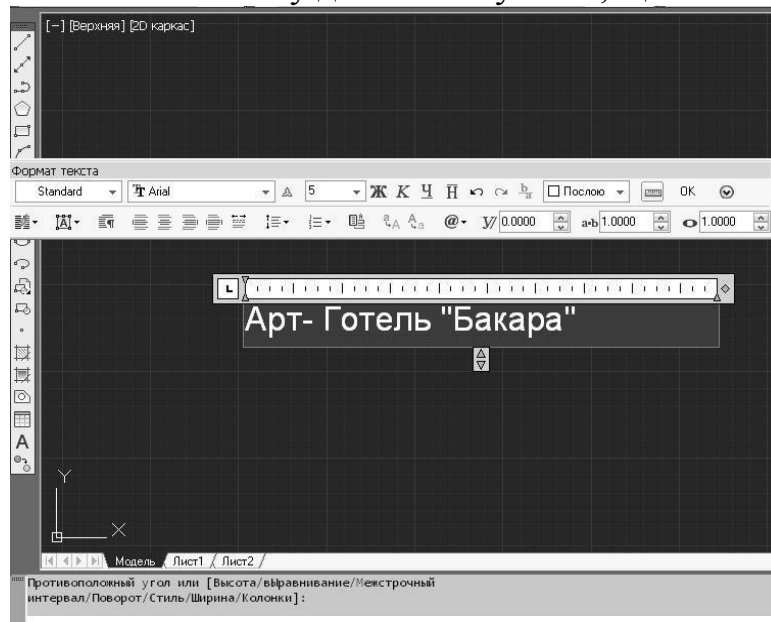 [−] [Верхняя] [2D каркас]
Формат текста
Standard Arial 5 Ж К Ч Н Послою OK
@ 0.0000 a•b 1.0000 1.0000
L
Арт- Готель "Бакара"
A
Y
X
Модель Лист1 Лист2
Противоположный угол или [Высота/выравнивание/Межстрочный
интервал/Поворот/Стиль/Ширина/Колонки]: